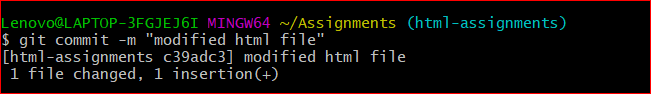 Lenovo@LAPTOP-3FGJEJ6I MINGW64 ~/Assignments (html-assignments)
$ git commit -m "modified html file"
[html-assignments c39adc3] modified html file
 1 file changed, 1 insertion(+)